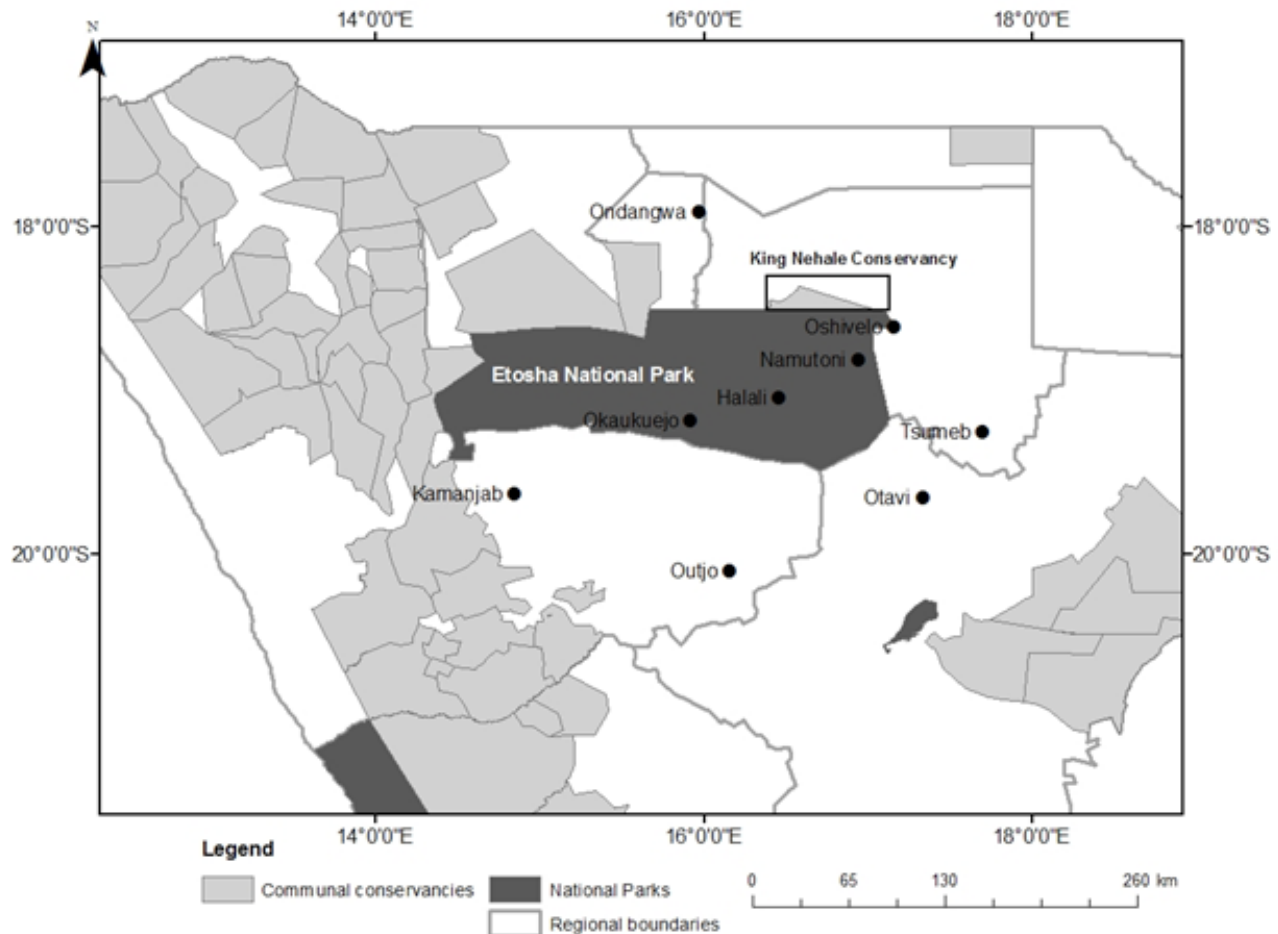 14°0'0"E 16°0'0"E 18°0'0"E
N
18°0'0"S 18°0'0"S
Ondangwa
King Nehale Conservancy
Oshivelo
Namutoni
Etosha National Park
Halali
Okaukuejo
Tsumeb
Kamanjab
Otavi
20°0'0"S 20°0'0"S
Outjo
14°0'0"E 16°0'0"E 18°0'0"E
Legend
Communal conservancies National Parks
Regional boundaries
0 65 130 260 km